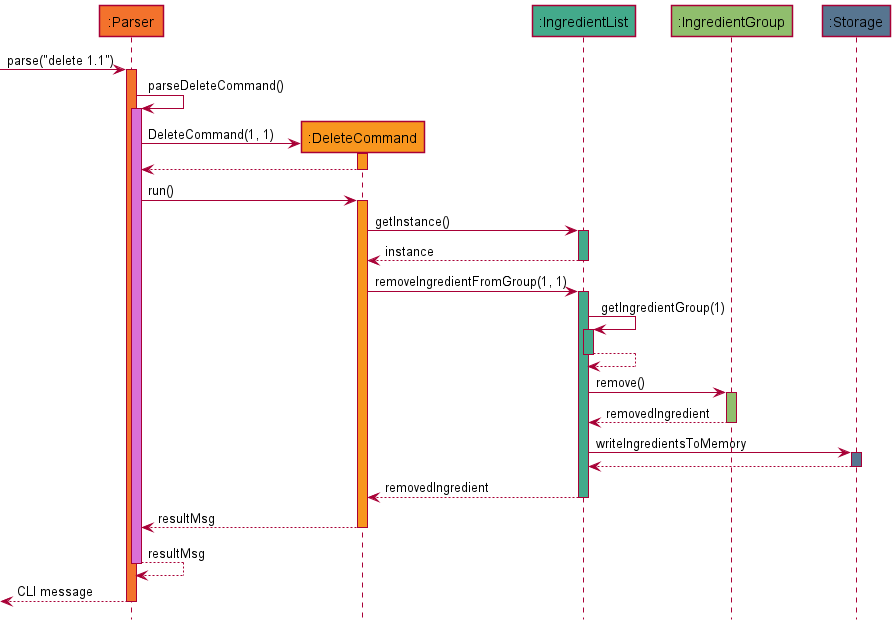 :Parser
:IngredientList
:IngredientGroup
:Storage
parse("delete 1.1")
parseDeleteCommand()
DeleteCommand(1, 1)
:DeleteCommand
run()
getInstance()
instance
removeIngredientFromGroup(1, 1)
getIngredientGroup(1)
remove()
removedIngredient
writeIngredientsToMemory
removedIngredient
resultMsg
resultMsg
CLI message